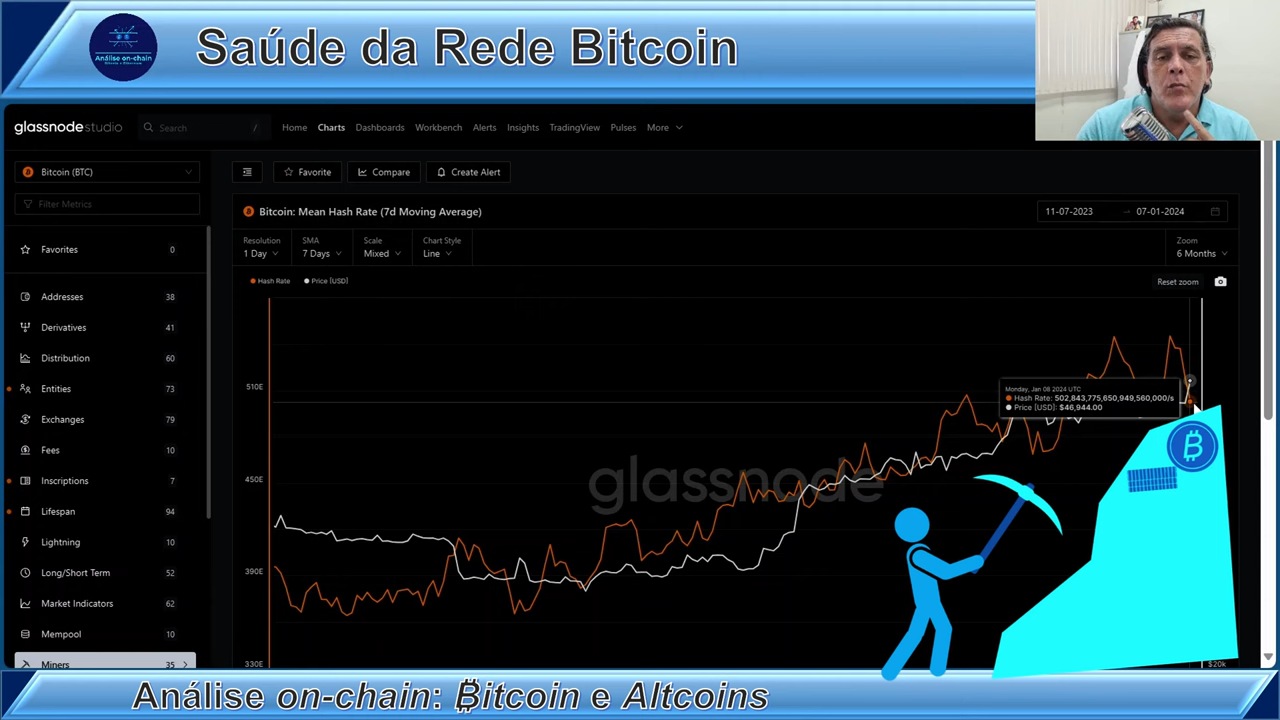 Saúde da Rede Bitcoin
Análise on-chain
glassnodestudio
Search
/
Home
Charts
Dashboards
Workbench
Alerts
Insights
TradingView
Pulses
More
Bitcoin (BTC)
Favorite
Compare
Create Alert
Filter Metrics
Bitcoin: Mean Hash Rate (7d Moving Average)
11-07-2023 → 07-01-2024
Resolution
1 Day
SMA
7 Days
Scale
Mixed
Chart Style
Line
Zoom
6 Months
Favorites 0
Hash Rate
Price [USD]
Reset zoom
Addresses 38
Derivatives 41
Distribution 60
Entities 73
Exchanges 79
Fees 10
Inscriptions 7
Lifespan 94
Lightning 10
Long/Short Term 52
Market Indicators 62
Mempool 10
Miners 35
510E
450E
390E
330E
Monday, Jan 08 2024 UTC
Hash Rate: 502,843,775,650,949,560,000/s
Price [USD]: $46,944.00
glassnode
$20k
Análise on-chain: ₿itcoin e Altcoins